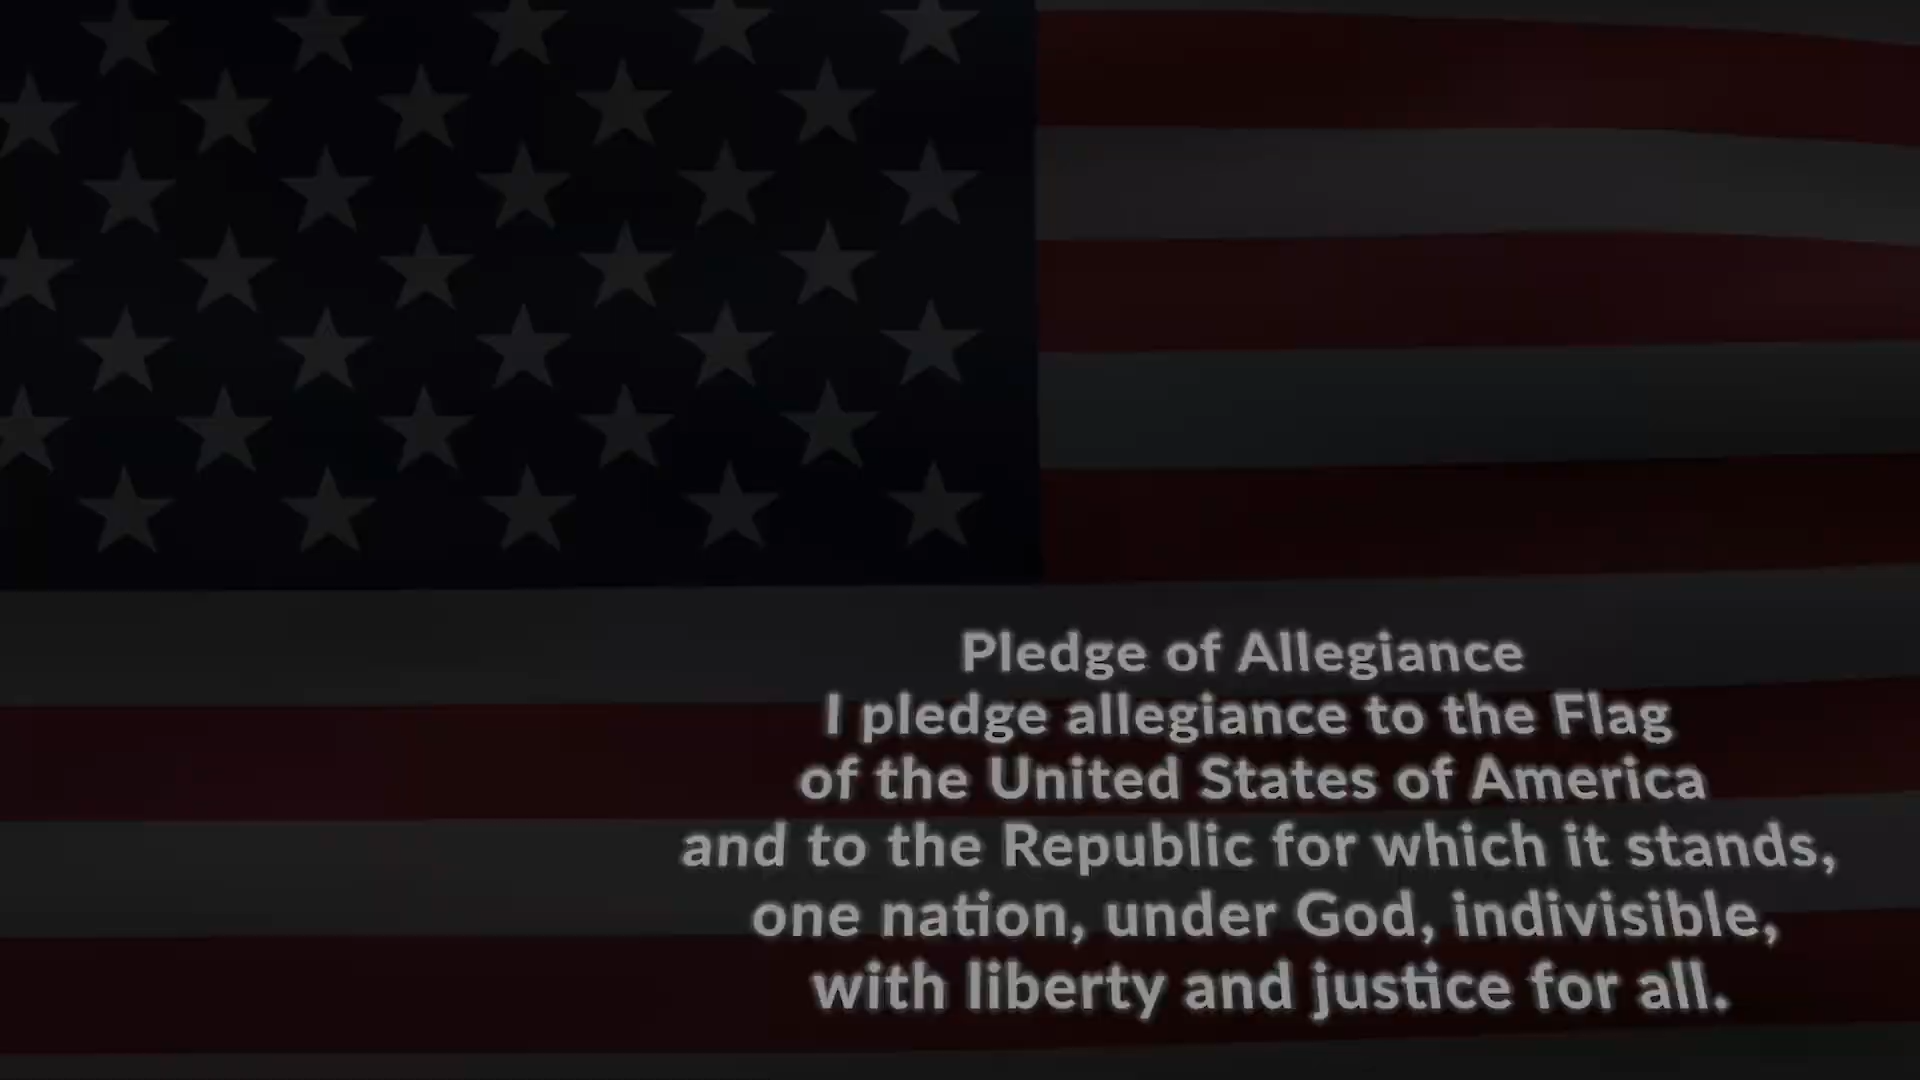 Pledge of Allegiance
I pledge allegiance to the Flag
of the United States of America
and to the Republic for which it stands,
one nation, under God, indivisible,
with liberty and justice for all.